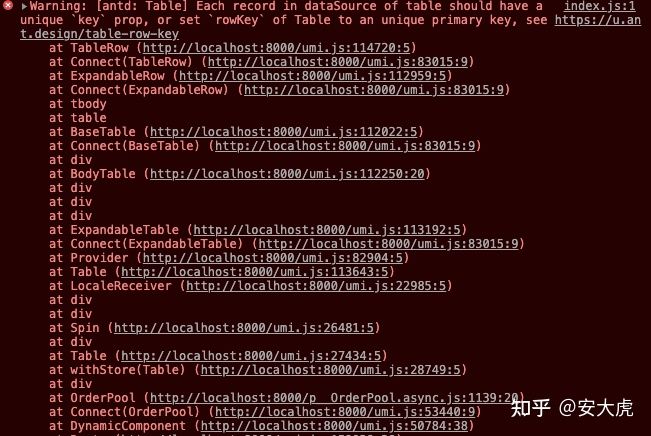 Warning: [antd: Table] Each record in dataSource of table should have a index.js:1
unique `key` prop, or set `rowKey` of Table to an unique primary key, see https://u.an
t.design/table-row-key
at TableRow (http://localhost:8000/umi.js:114720:5)
at Connect(TableRow) (http://localhost:8000/umi.js:83015:9)
at ExpandableRow (http://localhost:8000/umi.js:112959:5)
at Connect(ExpandableRow) (http://localhost:8000/umi.js:83015:9)
at tbody
at table
at BaseTable (http://localhost:8000/umi.js:112022:5)
at Connect(BaseTable) (http://localhost:8000/umi.js:83015:9)
at div
at BodyTable (http://localhost:8000/umi.js:112250:20)
at div
at div
at div
at ExpandableTable (http://localhost:8000/umi.js:113192:5)
at Connect(ExpandableTable) (http://localhost:8000/umi.js:83015:9)
at Provider (http://localhost:8000/umi.js:82904:5)
at Table (http://localhost:8000/umi.js:113643:5)
at LocaleReceiver (http://localhost:8000/umi.js:22985:5)
at div
at div
at Spin (http://localhost:8000/umi.js:26481:5)
at div
at Table (http://localhost:8000/umi.js:27434:5)
at withStore(Table) (http://localhost:8000/umi.js:28749:5)
at div
at OrderPool (http://localhost:8000/p__OrderPool.async.js:1139:20)
at Connect(OrderPool) (http://localhost:8000/umi.js:53440:9)
at DynamicComponent (http://localhost:8000/umi.js:50784:38)
知乎 @安大虎